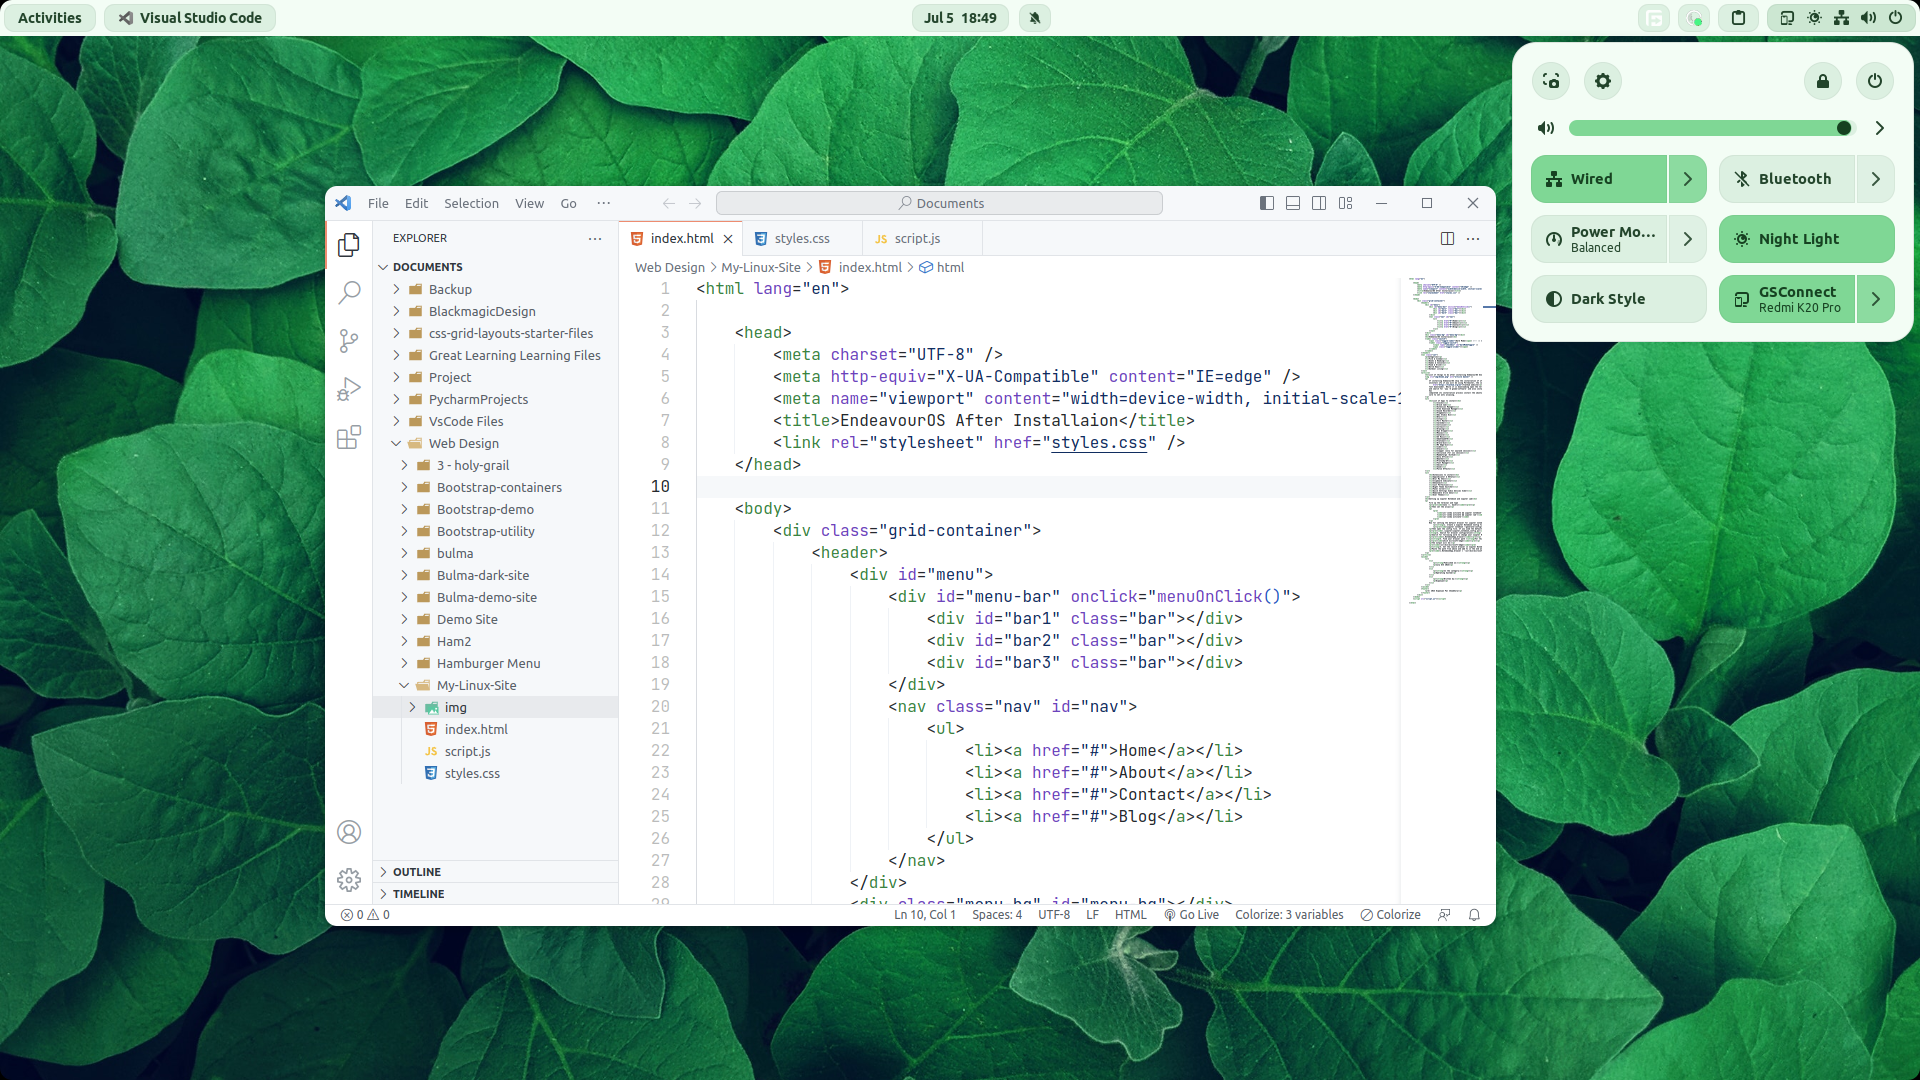 Activities
Visual Studio Code
Jul 5 18:49
Wired
Bluetooth
Power Mo...
Balanced
Night Light
Dark Style
GSConnect
Redmi K20 Pro
File Edit Selection View Go ···
Documents
EXPLORER
index.html
styles.css
JS script.js
Web Design > My-Linux-Site > index.html > html
DOCUMENTS
Backup
BlackmagicDesign
css-grid-layouts-starter-files
Great Learning Learning Files
Project
PycharmProjects
VsCode Files
Web Design
3 - holy-grail
Bootstrap-containers
Bootstrap-demo
Bootstrap-utility
bulma
Bulma-dark-site
Bulma-demo-site
Demo Site
Ham2
Hamburger Menu
My-Linux-Site
img
index.html
JS script.js
styles.css
OUTLINE
TIMELINE
1 <html lang="en">
2
3 <head>
4 <meta charset="UTF-8" />
5 <meta http-equiv="X-UA-Compatible" content="IE=edge" />
6 <meta name="viewport" content="width=device-width, initial-scale=1
7 <title>EndeavourOS After Installaion</title>
8 <link rel="stylesheet" href="styles.css" />
9 </head>
10
11 <body>
12 <div class="grid-container">
13 <header>
14 <div id="menu">
15 <div id="menu-bar" onclick="menuOnClick()">
16 <div id="bar1" class="bar"></div>
17 <div id="bar2" class="bar"></div>
18 <div id="bar3" class="bar"></div>
19 </div>
20 <nav class="nav" id="nav">
21 <ul>
22 <li><a href="#">Home</a></li>
23 <li><a href="#">About</a></li>
24 <li><a href="#">Contact</a></li>
25 <li><a href="#">Blog</a></li>
26 </ul>
27 </nav>
28 </div>
29 <div class="menu-bg" id="menu-bg"></div>
0 0
Ln 10, Col 1 Spaces: 4 UTF-8 LF HTML Go Live Colorize: 3 variables Colorize